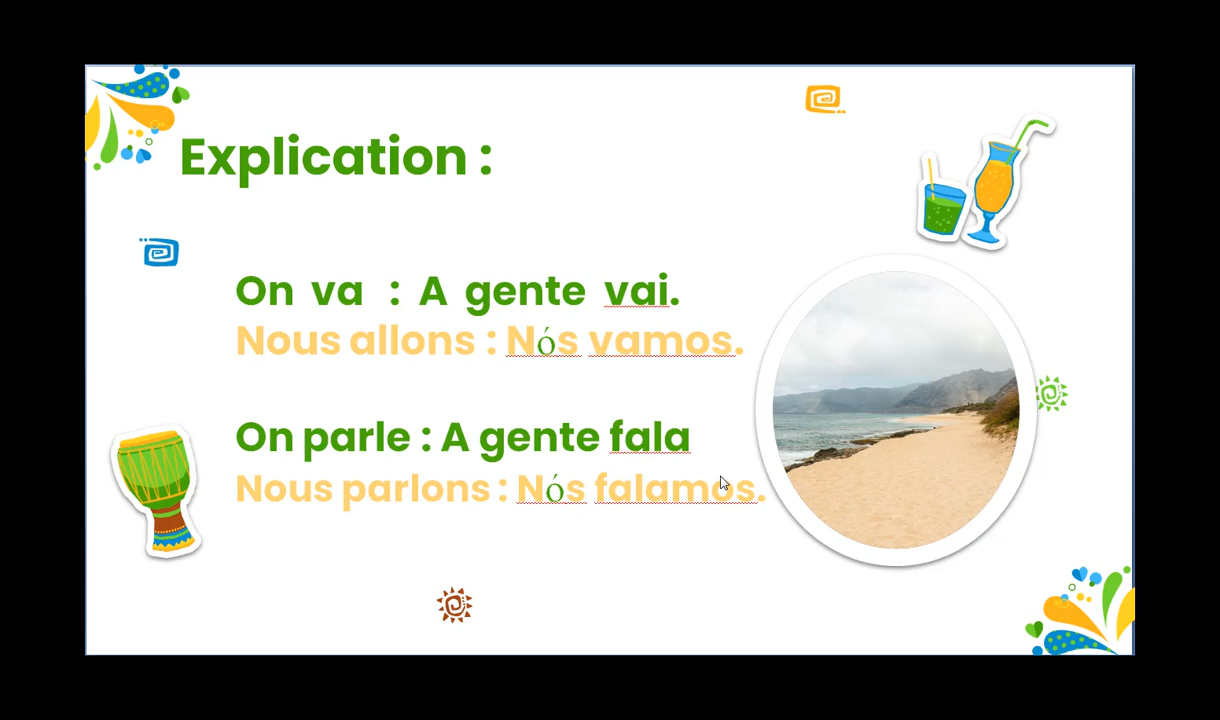 Explication :
On va : A gente vai.
Nous allons : Nós vamos.
On parle : A gente fala
Nous parlons : Nós falamos.